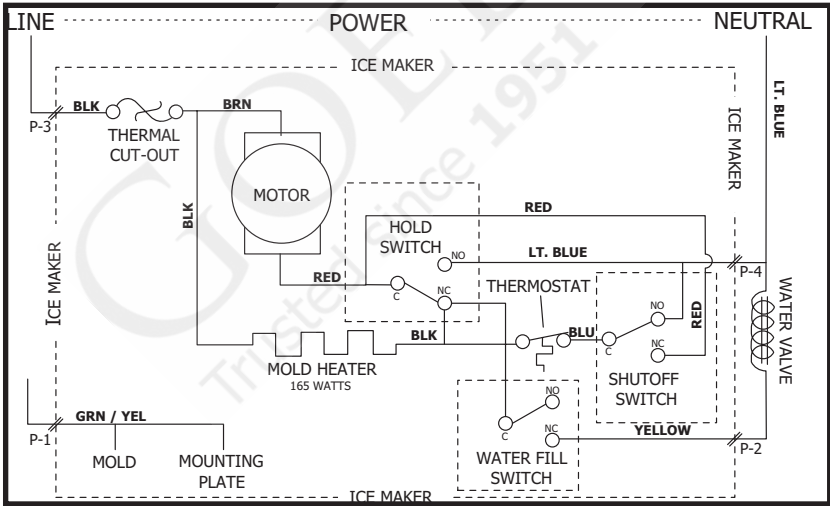 LINE POWER NEUTRAL
ICE MAKER
BLK
P-3
THERMAL
CUT-OUT
BRN
MOTOR
BLK
RED
HOLD
SWITCH
NO
C
NC
RED
LT. BLUE
LT. BLUE
ICE MAKER
P-4
ICE MAKER
THERMOSTAT
NO
BLU
C
NC
RED
SHUTOFF
SWITCH
WATER VALVE
BLK
MOLD HEATER
165 WATTS
GRN / YEL
P-1
MOLD
MOUNTING
PLATE
NO
C
NC
WATER FILL
SWITCH
YELLOW
P-2
ICE MAKER
Trusted since 1951